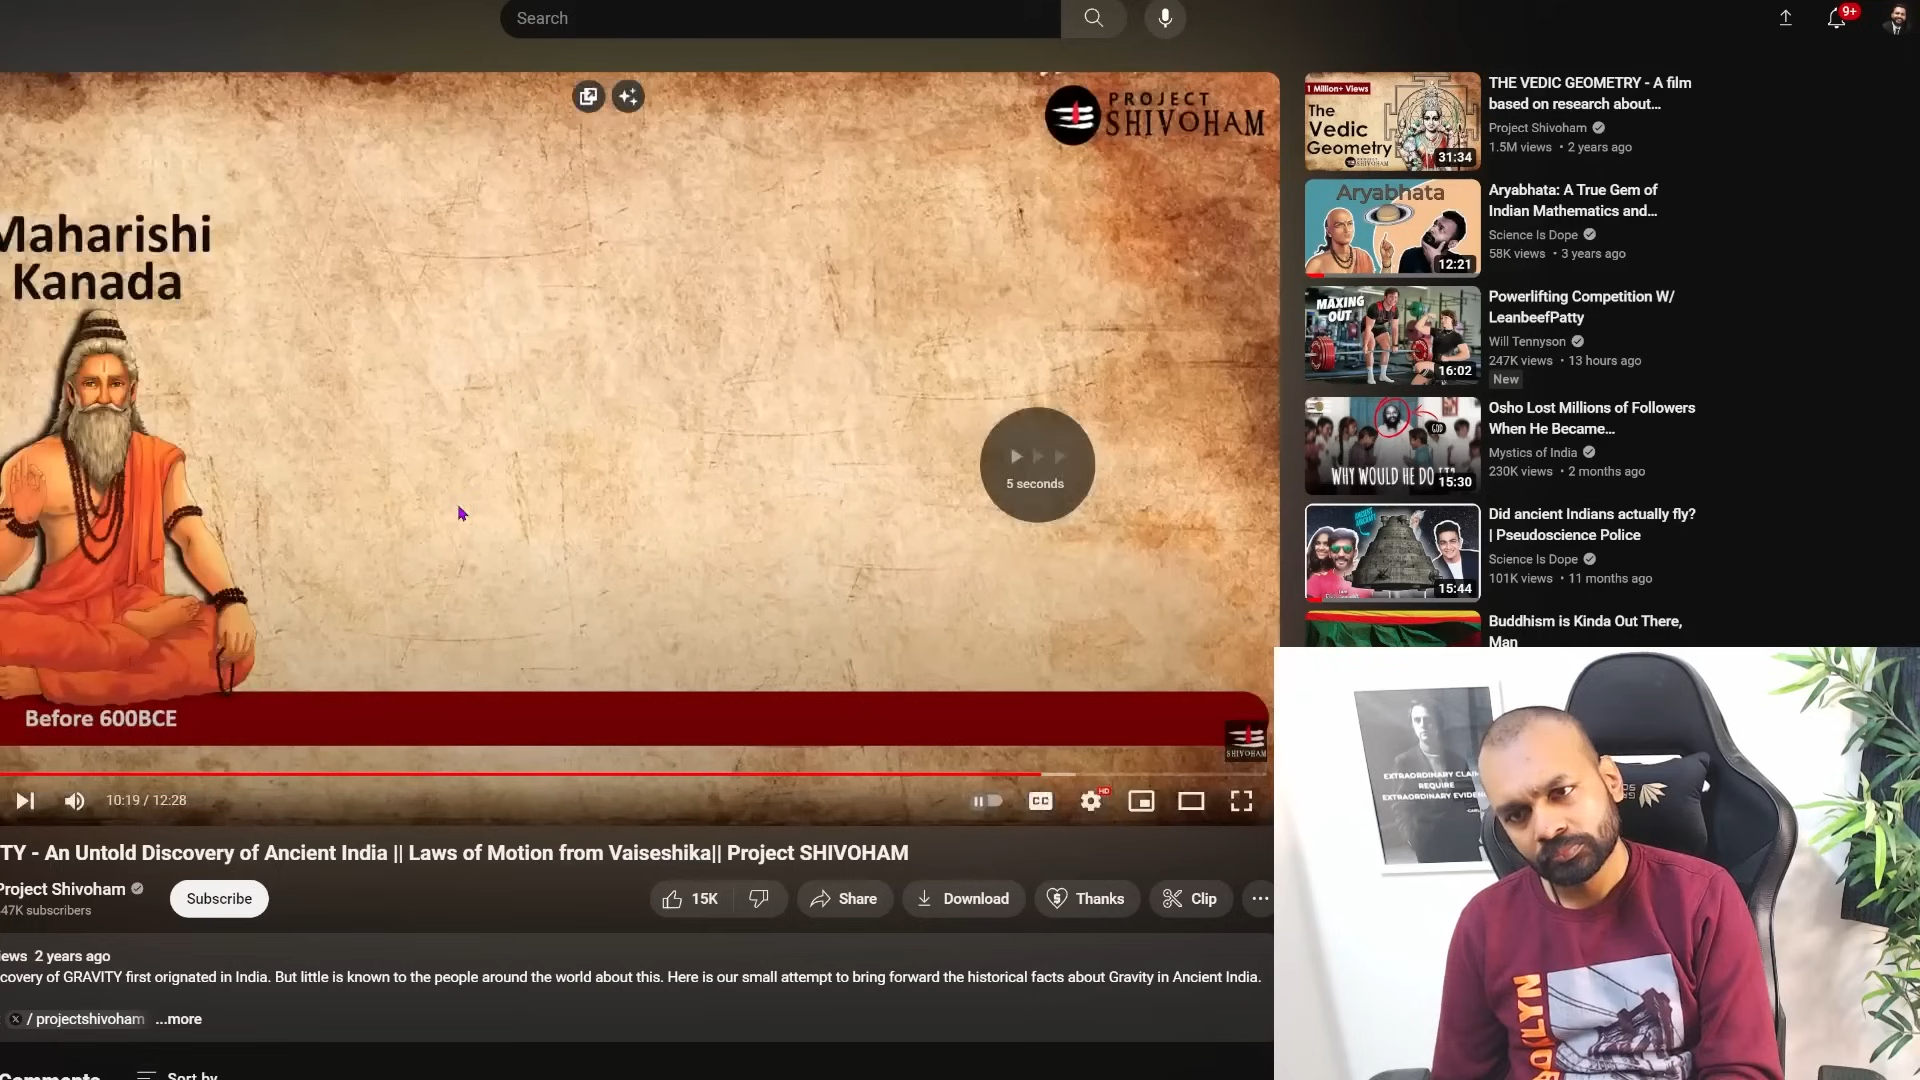 Search
9+
PROJECT
SHIVOHAM
Maharishi
Kanada
5 seconds
Before 600BCE
SHIVOHAM
10:19 / 12:28
CC
HD
TY - An Untold Discovery of Ancient India || Laws of Motion from Vaiseshika|| Project SHIVOHAM
Project Shivoham
47K subscribers
Subscribe
15K
Share
Download
Thanks
Clip
iews 2 years ago
covery of GRAVITY first orignated in India. But little is known to the people around the world about this. Here is our small attempt to bring forward the historical facts about Gravity in Ancient India.
/ projectshivoham
...more
Comments
Sort by
1 Million+ Views
The
Vedic
Geometry
SHIVOHAM
31:34
THE VEDIC GEOMETRY - A film
based on research about...
Project Shivoham
1.5M views • 2 years ago
Aryabhata
12:21
Aryabhata: A True Gem of
Indian Mathematics and...
Science Is Dope
58K views • 3 years ago
MAXING
OUT
16:02
Powerlifting Competition W/
LeanbeefPatty
Will Tennyson
247K views • 13 hours ago
New
GOD
WHY WOULD HE DO IT?
15:30
Osho Lost Millions of Followers
When He Became...
Mystics of India
230K views • 2 months ago
15:44
Did ancient Indians actually fly?
| Pseudoscience Police
Science Is Dope
101K views • 11 months ago
Buddhism is Kinda Out There,
Man
EXTRAORDINARY CLAIM
REQUIRE
EXTRAORDINARY EVIDEN
OOKLYN